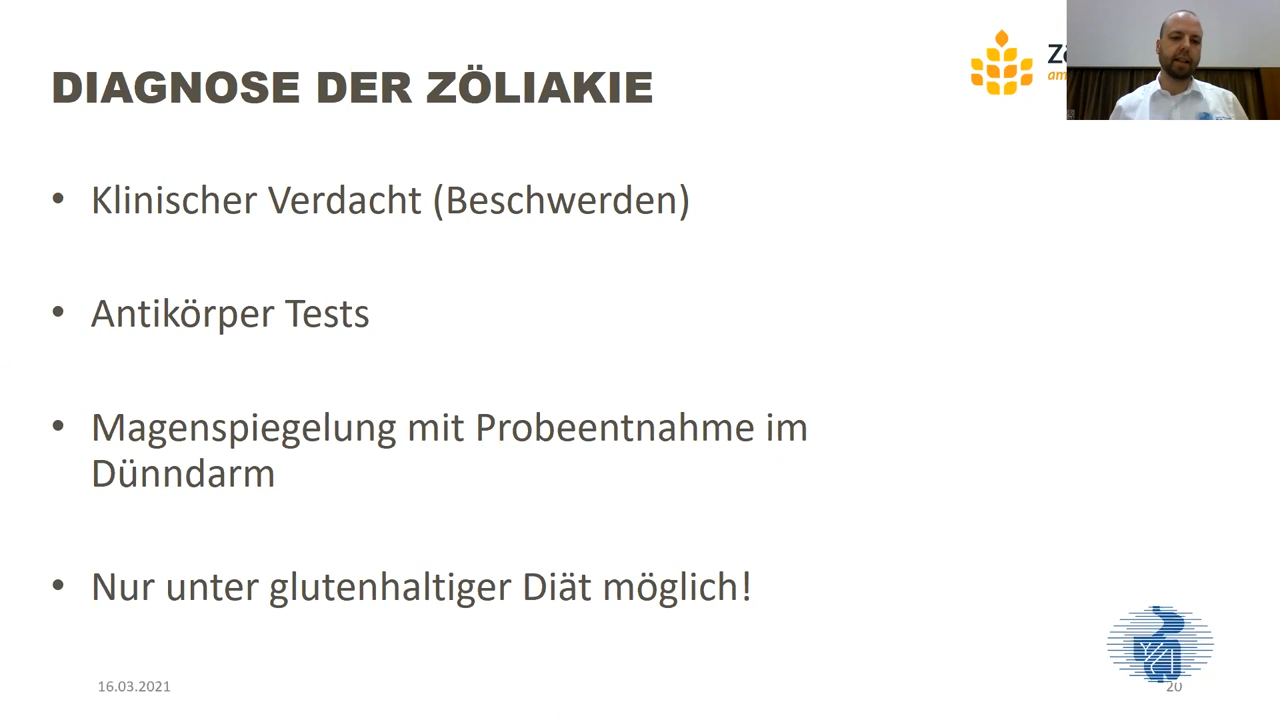 DIAGNOSE DER ZÖLIAKIE
• Klinischer Verdacht (Beschwerden)
• Antikörper Tests
• Magenspiegelung mit Probeentnahme im
Dünndarm
• Nur unter glutenhaltiger Diät möglich!
16.03.2021
20